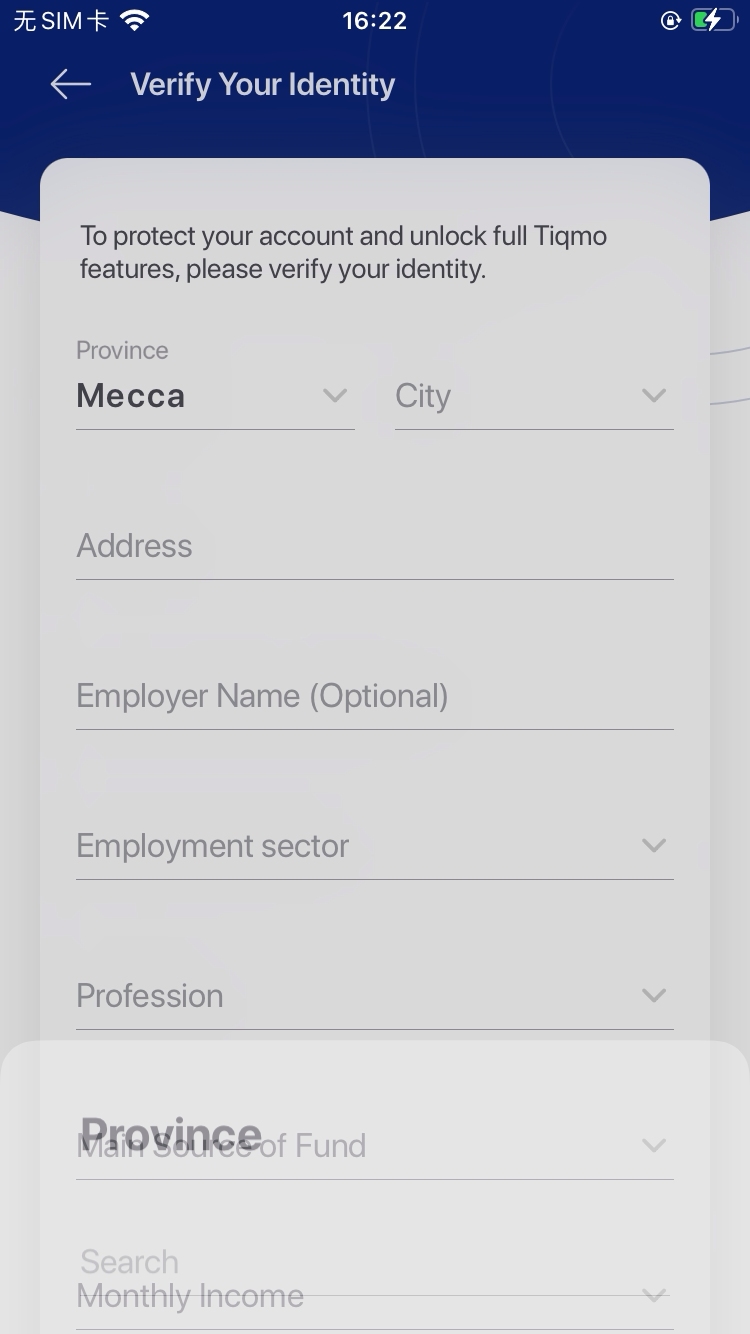 无SIM卡
16:22
Verify Your Identity
To protect your account and unlock full Tiqmo
features, please verify your identity.
Province
Mecca
City
Address
Employer Name (Optional)
Employment sector
Profession
Province
Main Source of Fund
Search
Monthly Income